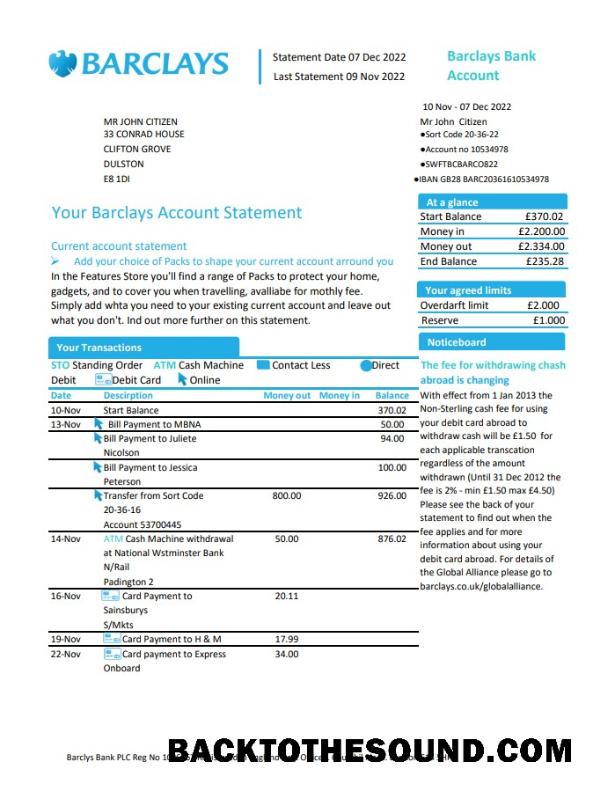 BARCLAYS
Statement Date 07 Dec 2022
Last Statement 09 Nov 2022
Barclays Bank
Account
10 Nov - 07 Dec 2022
Mr John Citizen
●Sort Code 20-36-22
●Account no 10534978
●SWFTBCBARCO822
●IBAN GB28 BARC20361610534978
MR JOHN CITIZEN
33 CONRAD HOUSE
CLIFTON GROVE
DULSTON
E8 1DI
Your Barclays Account Statement
Current account statement
➢ Add your choice of Packs to shape your current account arround you
In the Features Store you'll find a range of Packs to protect your home,
gadgets, and to cover you when travelling, avalliabe for mothly fee.
Simply add whta you need to your existing current account and leave out
what you don't. Ind out more further on this statement.
At a glance
Start Balance £370.02
Money in £2.200.00
Money out £2.334.00
End Balance £235.28
Your agreed limits
Overdarft limit £2.000
Reserve £1.000
Noticeboard
The fee for withdrawing chash
abroad is changing
With effect from 1 Jan 2013 the
Non-Sterling cash fee for using
your debit card abroad to
withdraw cash will be £1.50 for
each applicable transcation
regardless of the amount
withdrawn (Until 31 Dec 2012 the
fee is 2% - min £1.50 max £4.50)
Please see the back of your
statement to find out when the
fee applies and for more
information about using your
debit card abroad. For details of
the Global Alliance please go to
barclays.co.uk/globalalliance.
Your Transactions
STO Standing Order ATM Cash Machine Contact Less Direct
Debit Debit Card Online
Date Descirption Money out Money in Balance
10-Nov Start Balance 370.02
13-Nov Bill Payment to MBNA 50.00
Bill Payment to Juliete 94.00
Nicolson
Bill Payment to Jessica 100.00
Peterson
Transfer from Sort Code 800.00 926.00
20-36-16
Account 53700445
14-Nov ATM Cash Machine withdrawal 50.00 876.02
at National Wstminster Bank
N/Rail
Padington 2
16-Nov Card Payment to 20.11
Sainsburys
S/Mkts
19-Nov Card Payment to H & M 17.99
22-Nov Card payment to Express 34.00
Onboard
Barclys Bank PLC Reg No
BACKTOTHESOUND.COM